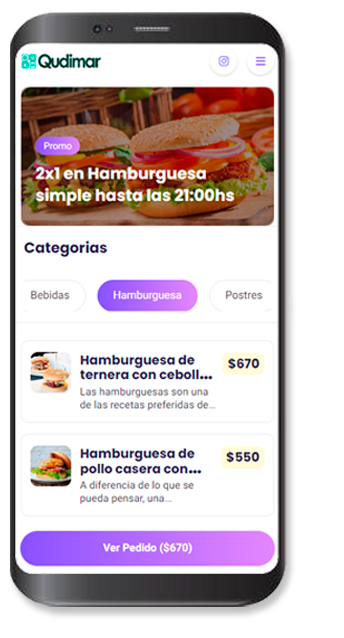 Qudimar
Promo
2x1 en Hamburguesa
simple hasta las 21:00hs
Categorias
Bebidas
Hamburguesa
Postres
Hamburguesa de
ternera con ceboll...
$670
Las hamburguesas son una
de las recetas preferidas de...
Hamburguesa de
pollo casera con...
$550
A diferencia de lo que se
pueda pensar, una...
Ver Pedido ($670)